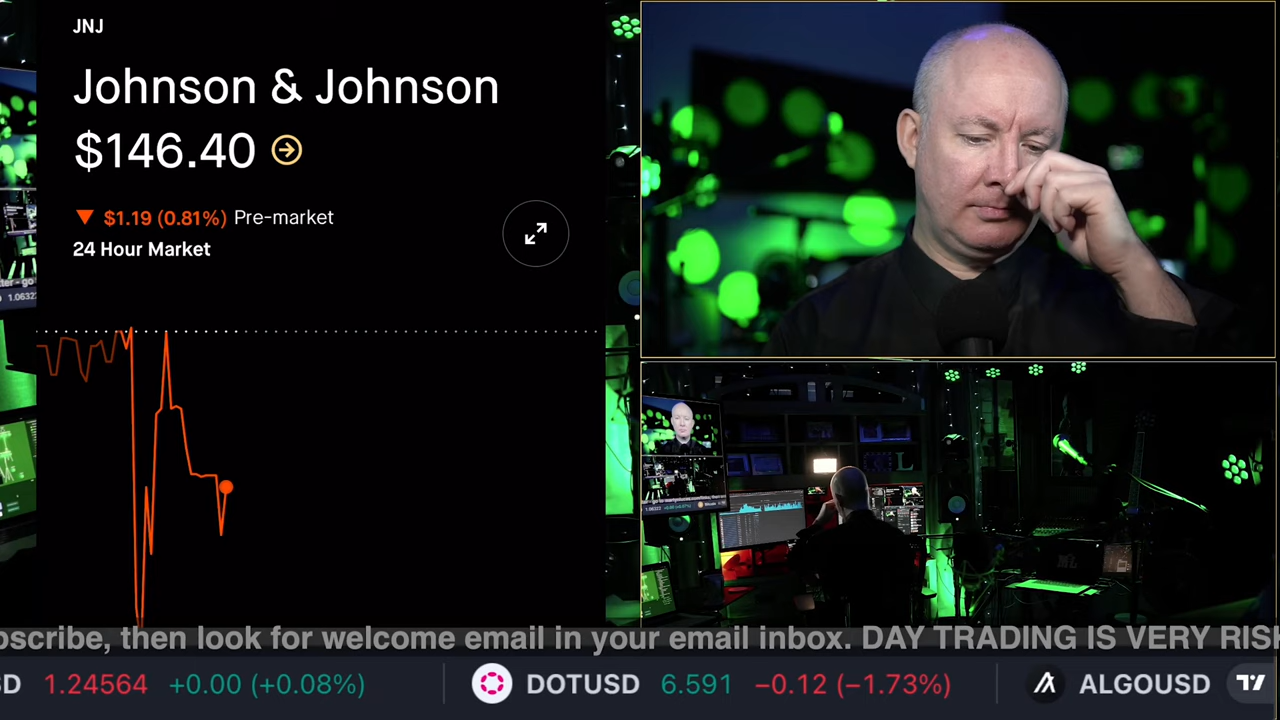 JNJ
Johnson & Johnson
$146.40
▼ $1.19 (0.81%) Pre-market
24 Hour Market
bscribe, then look for welcome email in your email inbox. DAY TRADING IS VERY RISK
D 1.24564 +0.00 (+0.08%) DOTUSD 6.591 −0.12 (−1.73%) ALGOUSD